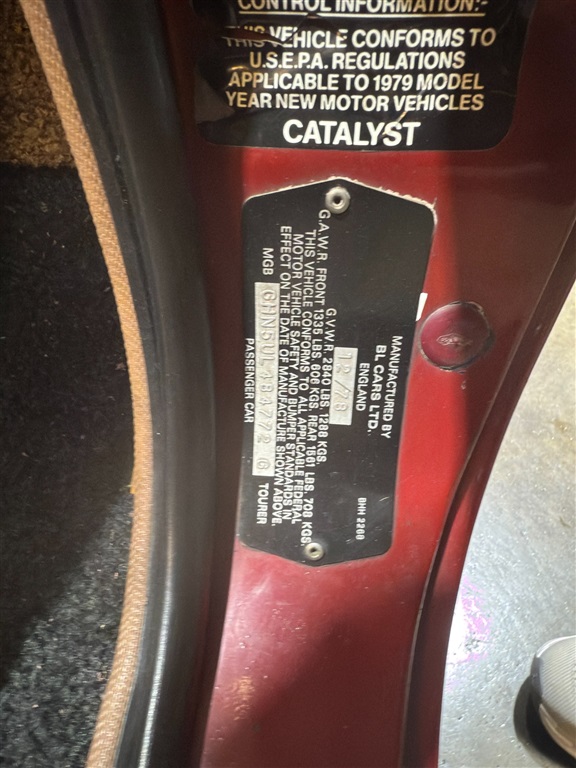 CONTROL INFORMATION:-
THIS VEHICLE CONFORMS TO
U.S.E.P.A. REGULATIONS
APPLICABLE TO 1979 MODEL
YEAR NEW MOTOR VEHICLES
CATALYST
MANUFACTURED BY
BL CARS LTD.,
ENGLAND
BHH 2268
12/78
G.V.W.R. 2840 LBS. 1288 KGS.
G.A.W.R. FRONT 1335 LBS. 606 KGS. REAR 1561 LBS. 708 KGS.
THIS VEHICLE CONFORMS TO ALL APPLICABLE FEDERAL
MOTOR VEHICLE SAFETY AND BUMPER STANDARDS IN
EFFECT ON THE DATE OF MANUFACTURE SHOWN ABOVE.
MGB GHN5UL484772 G TOURER
PASSENGER CAR